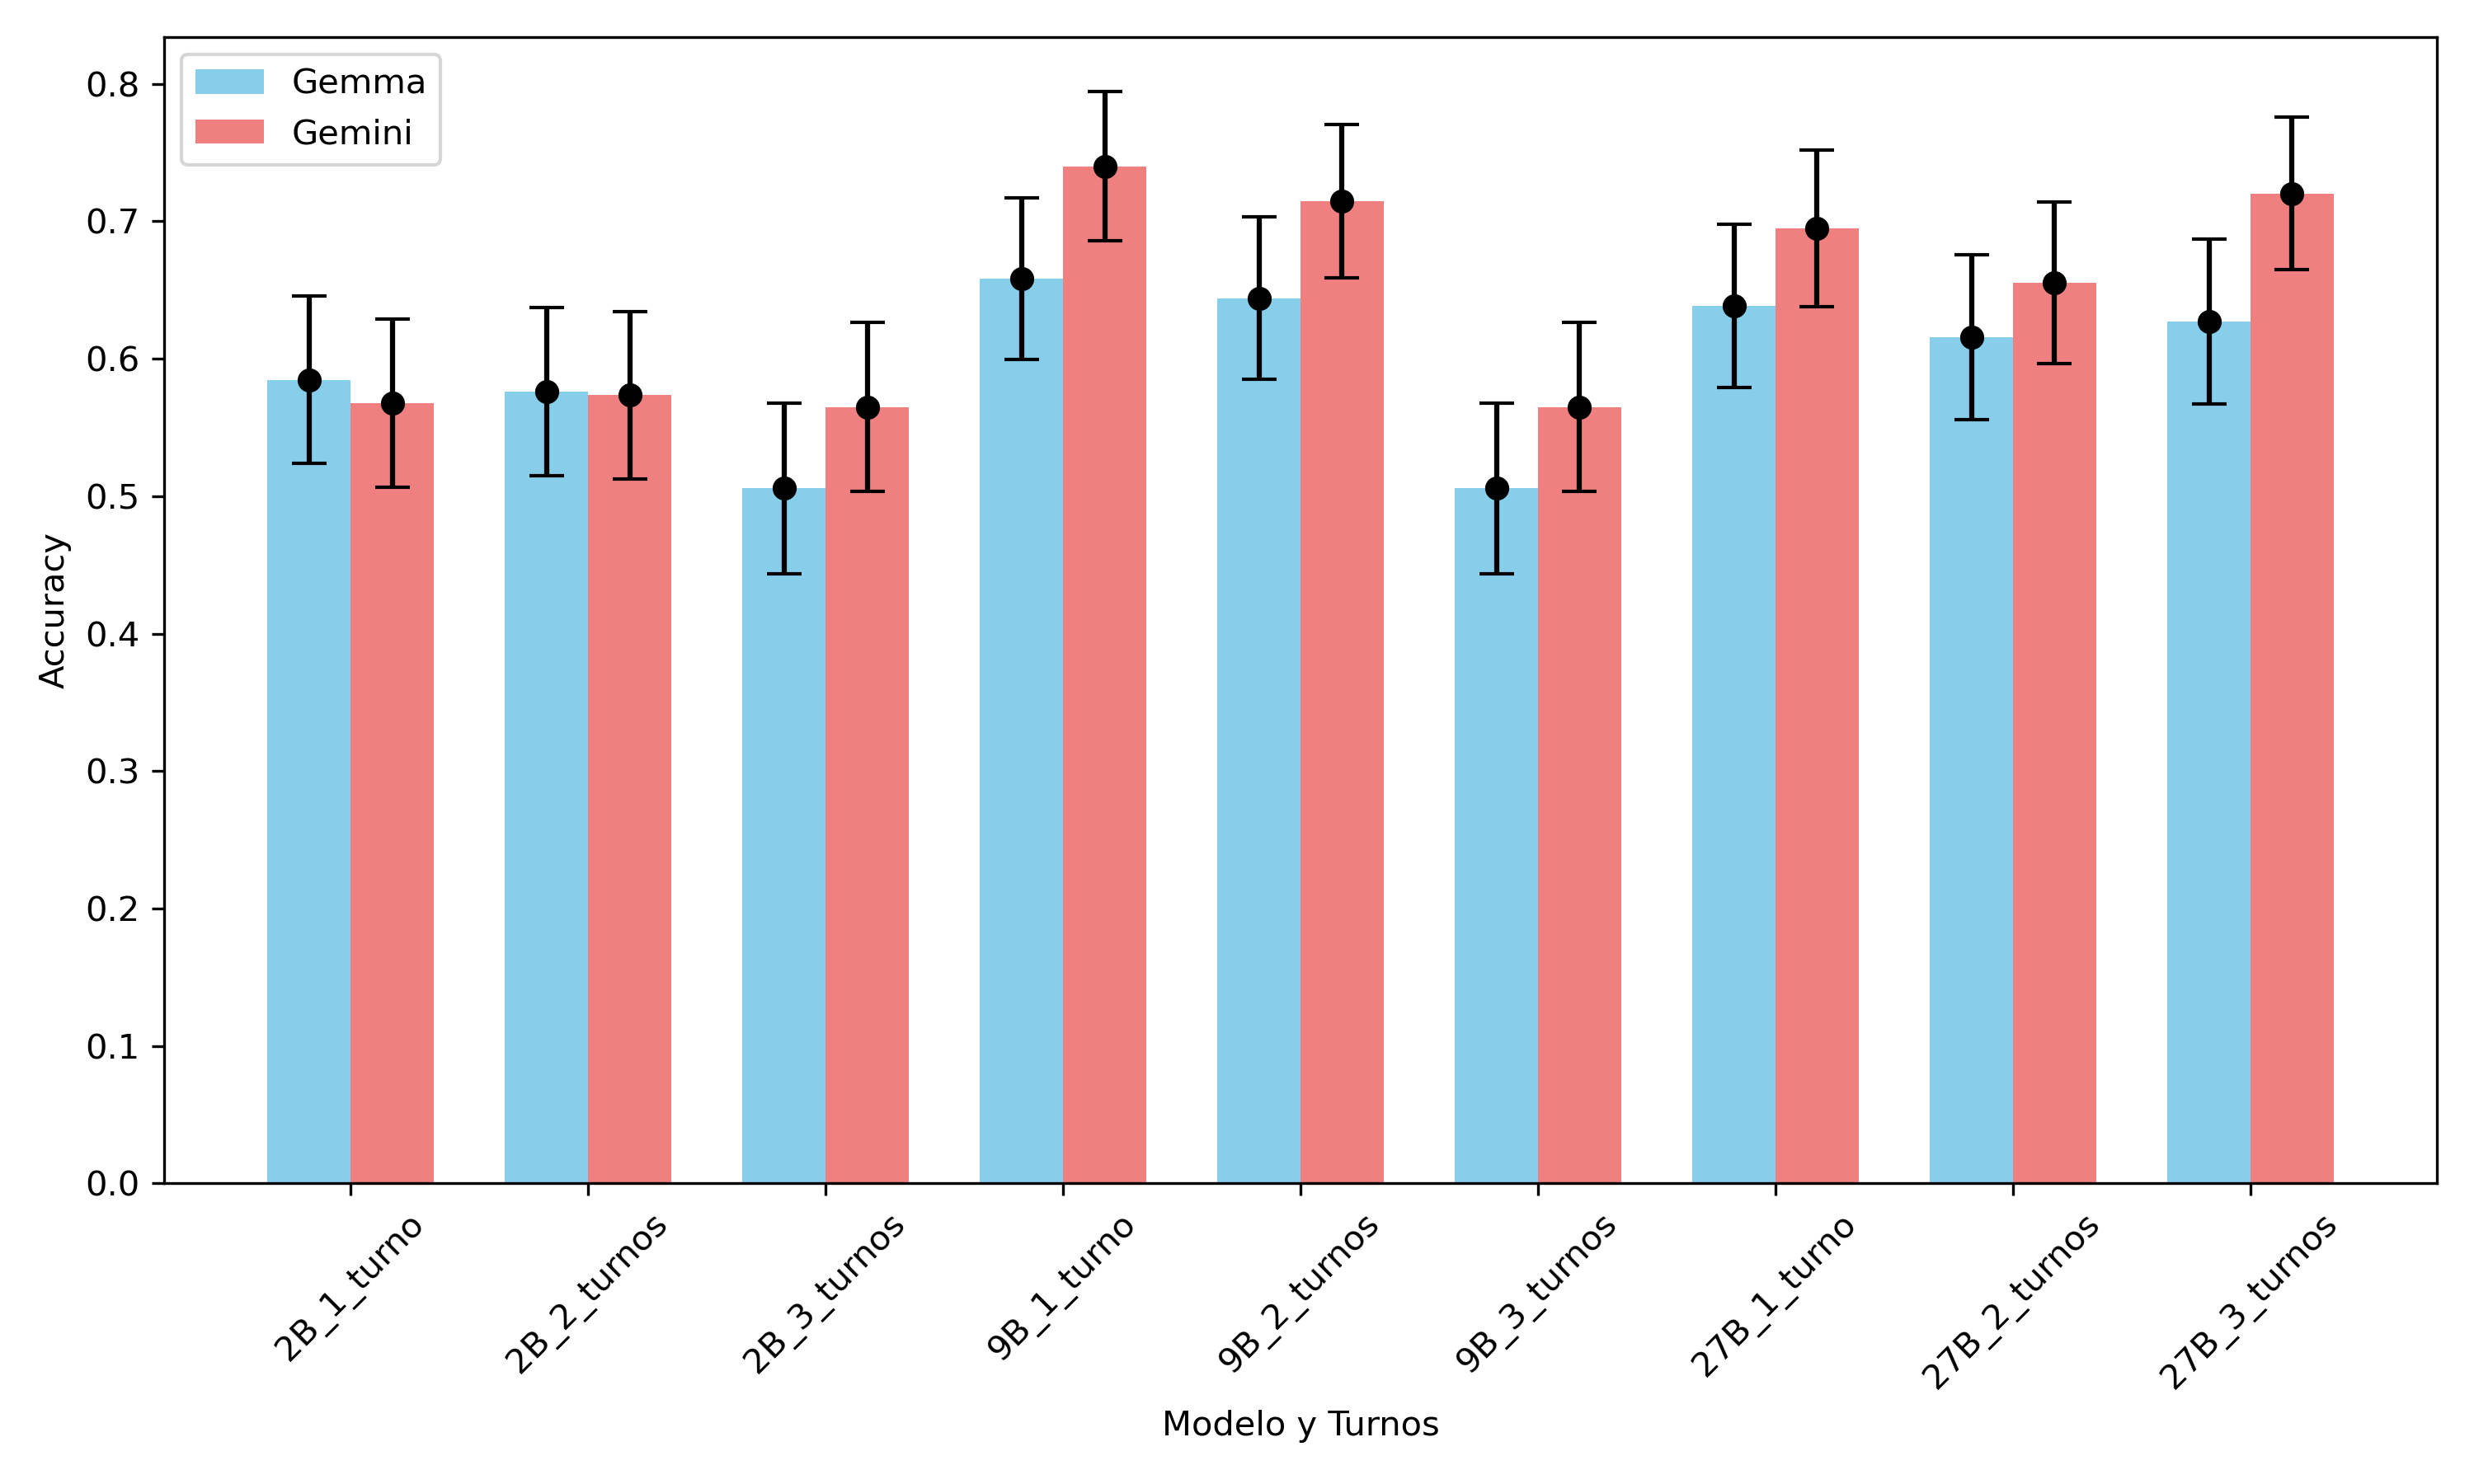 Gemma
Gemini
0.8
0.7
0.6
0.5
0.4
0.3
0.2
0.1
0.0
Accuracy
2B_1_turno
2B_2_turnos
2B_3_turnos
9B_1_turno
9B_2_turnos
9B_3_turnos
27B_1_turno
27B_2_turnos
27B_3_turnos
Modelo y Turnos